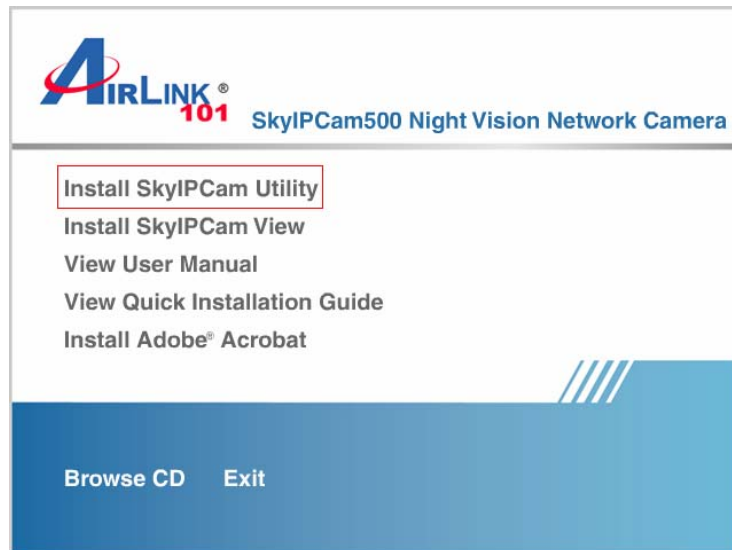 AIRLINK®
101
SkyIPCam500 Night Vision Network Camera
Install SkyIPCam Utility
Install SkyIPCam View
View User Manual
View Quick Installation Guide
Install Adobe® Acrobat
Browse CD Exit